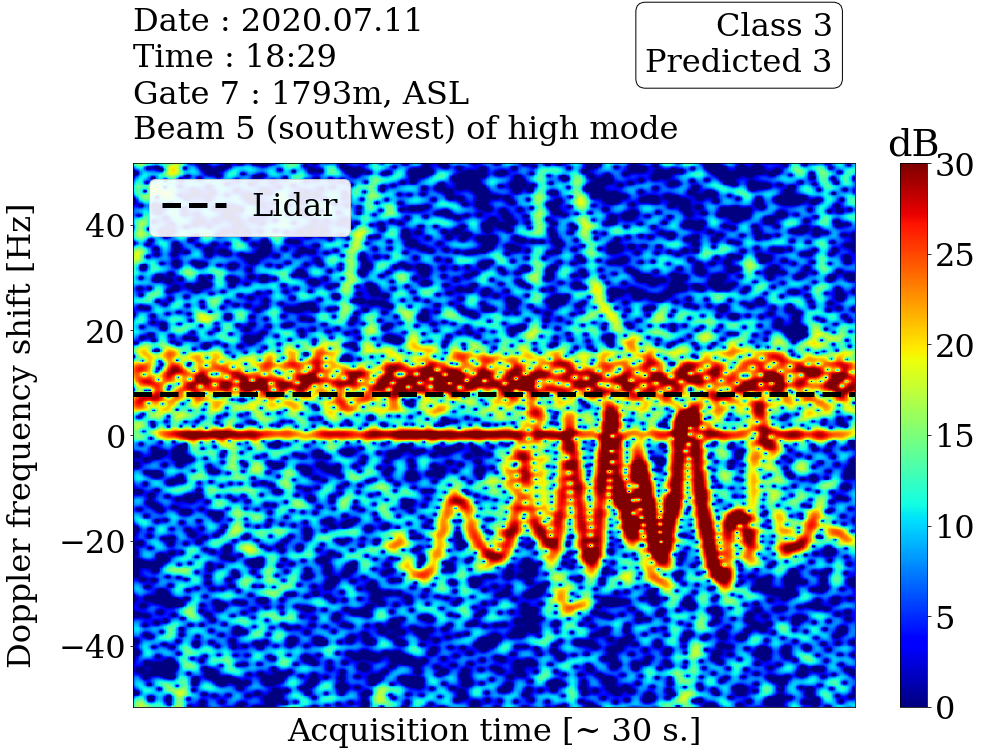 Date : 2020.07.11
Time : 18:29
Gate 7 : 1793m, ASL
Beam 5 (southwest) of high mode
Class 3
Predicted 3
dB
30
25
20
15
10
5
0
Lidar
Doppler frequency shift [Hz]
40
20
0
−20
−40
Acquisition time [~ 30 s.]